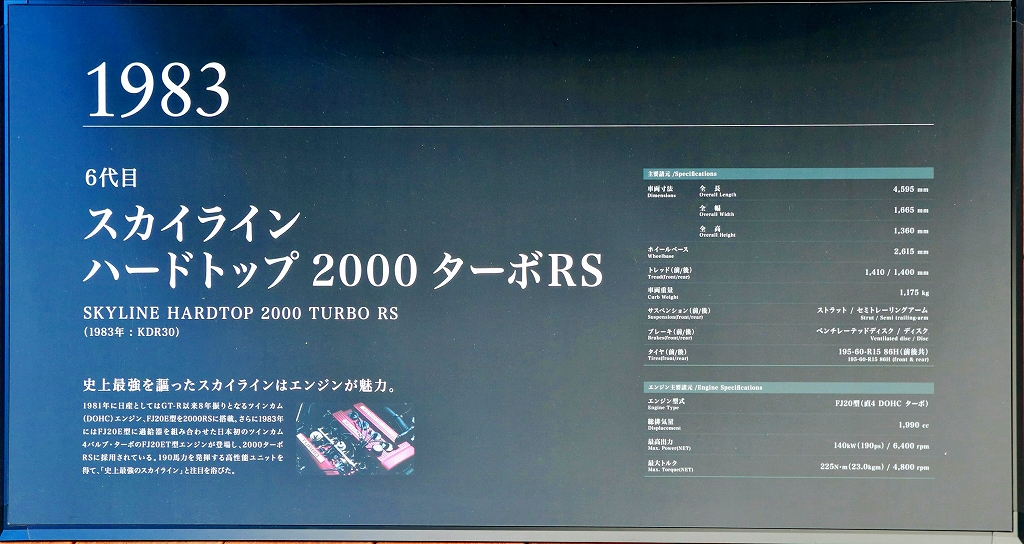 1983
6代目
スカイライン
ハードトップ 2000 ターボRS
SKYLINE HARDTOP 2000 TURBO RS
(1983年：KDR30)
史上最強を謳ったスカイラインはエンジンが魅力。
1981年に日産としてはGT-R以来8年振りとなるツインカム
(DOHC)エンジン、FJ20E型を2000RSに搭載。さらに1983年
にはFJ20E型に過給器を組み合わせた日本初のツインカム
4バルブ・ターボのFJ20ET型エンジンが登場し、2000ターボ
RSに採用されている。190馬力を発揮する高性能ユニットを
得て、「史上最強のスカイライン」と注目を浴びた。
主要諸元 /Specifications
車両寸法 全 長 4,595 mm
Dimensions Overall Length
全 幅 1,665 mm
Overall Width
全 高 1,360 mm
Overall Height
ホイールベース 2,615 mm
Wheelbase
トレッド(前/後) 1,410 / 1,400 mm
Tread(front/rear)
車両重量 1,175 kg
Curb Weight
サスペンション(前/後) ストラット / セミトレーリングアーム
Suspension(front/rear) Strut / Semi trailing-arm
ブレーキ(前/後) ベンチレーテッドディスク / ディスク
Brakes(front/rear) Ventilated disc / Disc
タイヤ(前/後) 195-60-R15 86H(前後共)
Tires(front/rear) 195-60-R15 86H (front & rear)
エンジン主要諸元 /Engine Specifications
エンジン型式 FJ20型(直4 DOHC ターボ)
Engine Type
総排気量 1,990 cc
Displacement
最高出力 140kW(190ps) / 6,400 rpm
Max. Power(NET)
最大トルク 225N・m(23.0kgm) / 4,800 rpm
Max. Torque(NET)